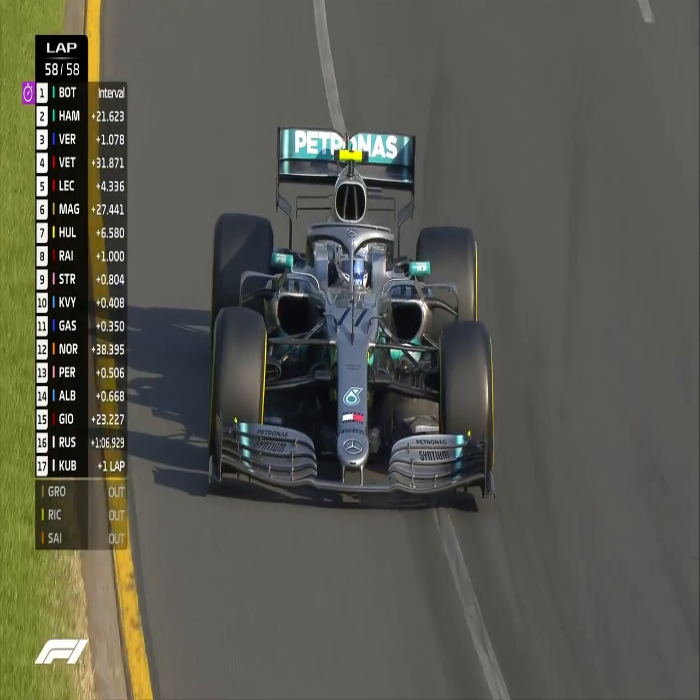 LAP
58 / 58
1 BOT Interval
2 HAM +21.623
3 VER +1.078
4 VET +31.871
5 LEC +4.336
6 MAG +27.441
7 HUL +6.580
8 RAI +1.000
9 STR +0.804
10 KVY +0.408
11 GAS +0.350
12 NOR +38.395
13 PER +0.506
14 ALB +0.668
15 GIO +23.227
16 RUS +1:06.929
17 KUB +1 LAP
GRO OUT
RIC OUT
SAI OUT
F1
PETRONAS
77
PETRONAS
SYNTIUM
PETRONAS
SYNTIUM